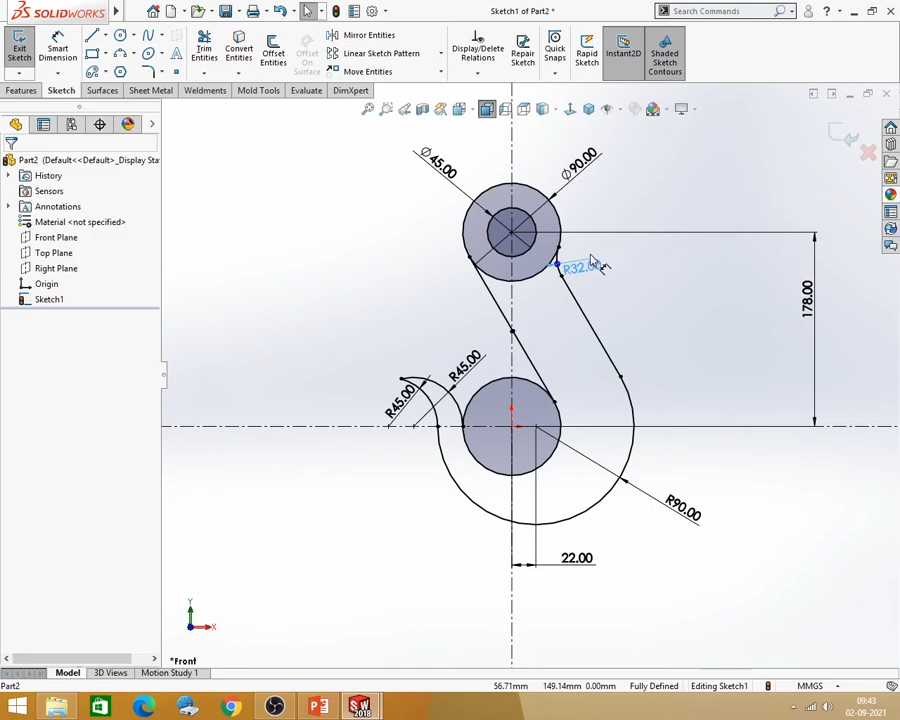 SOLIDWORKS
Sketch1 of Part2 *
Search Commands
Exit Sketch
Smart Dimension
Trim Entities
Convert Entities
Offset Entities
Offset On Surface
Mirror Entities
Linear Sketch Pattern
Move Entities
Display/Delete Relations
Repair Sketch
Quick Snaps
Rapid Sketch
Instant2D
Shaded Sketch Contours
Features
Sketch
Surfaces
Sheet Metal
Weldments
Mold Tools
Evaluate
DimXpert
Part2 (Default<<Default>_Display Sta
History
Sensors
Annotations
Material <not specified>
Front Plane
Top Plane
Right Plane
Origin
Sketch1
Ø45.00
Ø90.00
178.00
R45.00
R45.00
R90.00
22.00
Y
X
*Front
Model
3D Views
Motion Study 1
Part2
56.71mm
149.14mm 0.00mm
Fully Defined
Editing Sketch1
MMGS
SW
2018
09:43
02-09-2021